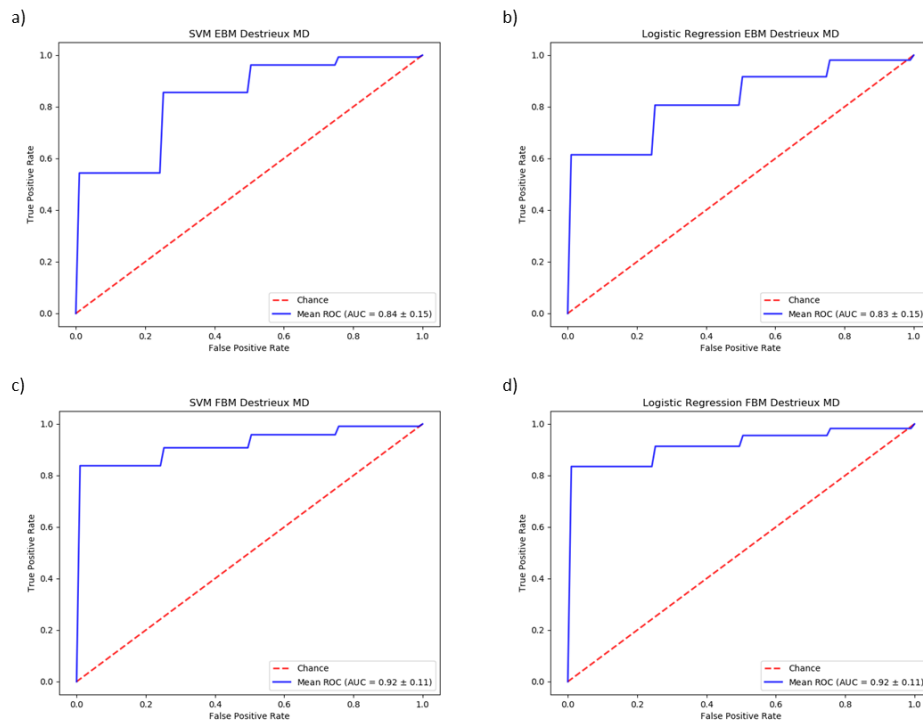 a)
SVM EBM Destrieux MD
1.0
0.8
0.6
0.4
0.2
0.0
True Positive Rate
0.0 0.2 0.4 0.6 0.8 1.0
False Positive Rate
Chance
Mean ROC (AUC = 0.84 ± 0.15)
b)
Logistic Regression EBM Destrieux MD
1.0
0.8
0.6
0.4
0.2
0.0
True Positive Rate
0.0 0.2 0.4 0.6 0.8 1.0
False Positive Rate
Chance
Mean ROC (AUC = 0.83 ± 0.15)
c)
SVM FBM Destrieux MD
1.0
0.8
0.6
0.4
0.2
0.0
True Positive Rate
0.0 0.2 0.4 0.6 0.8 1.0
False Positive Rate
Chance
Mean ROC (AUC = 0.92 ± 0.11)
d)
Logistic Regression FBM Destrieux MD
1.0
0.8
0.6
0.4
0.2
0.0
True Positive Rate
0.0 0.2 0.4 0.6 0.8 1.0
False Positive Rate
Chance
Mean ROC (AUC = 0.92 ± 0.11)